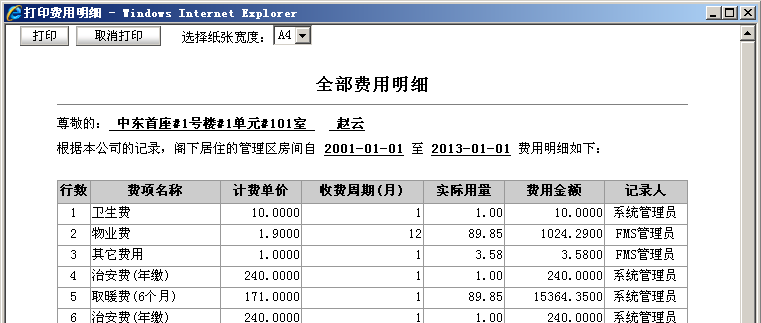 打印费用明细 - Windows Internet Explorer
打印 取消打印 选择纸张宽度: A4
全部费用明细
尊敬的: 中东首座#1号楼#1单元#101室 赵云
根据本公司的记录, 阁下居住的管理区房间自 2001-01-01 至 2013-01-01 费用明细如下:
行数 费项名称 计费单价 收费周期(月) 实际用量 费用金额 记录人
1 卫生费 10.0000 1 1.00 10.0000 系统管理员
2 物业费 1.9000 12 89.85 1024.2900 FMS管理员
3 其它费用 1.0000 1 3.58 3.5800 FMS管理员
4 治安费(年缴) 240.0000 1 1.00 240.0000 系统管理员
5 取暖费(6个月) 171.0000 1 89.85 15364.3500 系统管理员
6 治安费(年缴) 240.0000 1 1.00 240.0000 系统管理员